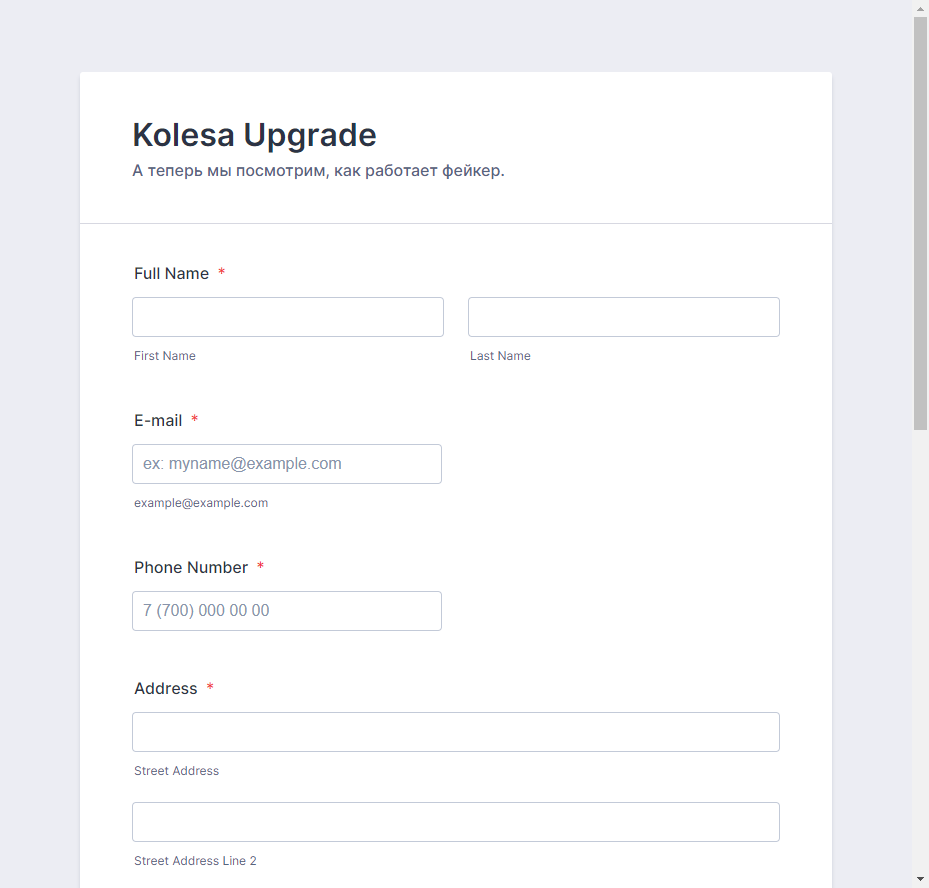 Kolesa Upgrade
А теперь мы посмотрим, как работает фейкер.
Full Name *
First Name
Last Name
E-mail *
ex: myname@example.com
example@example.com
Phone Number *
7 (700) 000 00 00
Address *
Street Address
Street Address Line 2